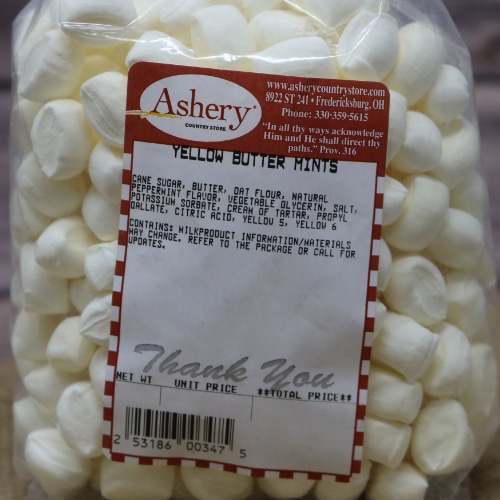 Ashery
COUNTRY STORE
www.asherycountrystore.com
8922 ST 241 • Fredericksburg, OH
Phone: 330-359-5615
“In all thy ways acknowledge
Him and He shall direct thy
paths.” Prov. 316
YELLOW BUTTER MINTS
CANE SUGAR, BUTTER, OAT FLOUR, NATURAL
PEPPERMINT FLAVOR, VEGETABLE GLYCERIN, SALT,
POTASSIUM SORBATE, CREAM OF TARTAR, PROPYL
GALLATE, CITRIC ACID, YELLOW 5, YELLOW 6
CONTAINS: MILKPRODUCT INFORMATION/MATERIALS
MAY CHANGE. REFER TO THE PACKAGE OR CALL FOR
UPDATES.
Thank You
NET WT UNIT PRICE **TOTAL PRICE**
2 53186 00347 5